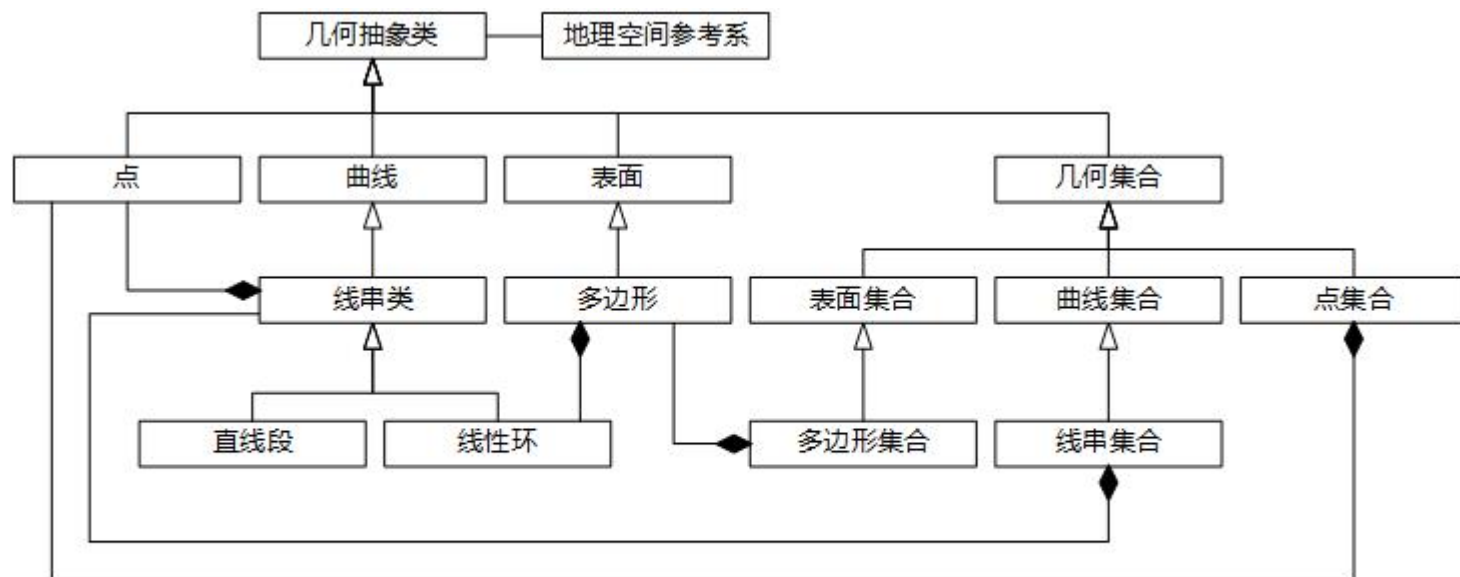 几何抽象类
地理空间参考系
点
曲线
表面
几何集合
线串类
多边形
表面集合
曲线集合
点集合
直线段
线性环
多边形集合
线串集合